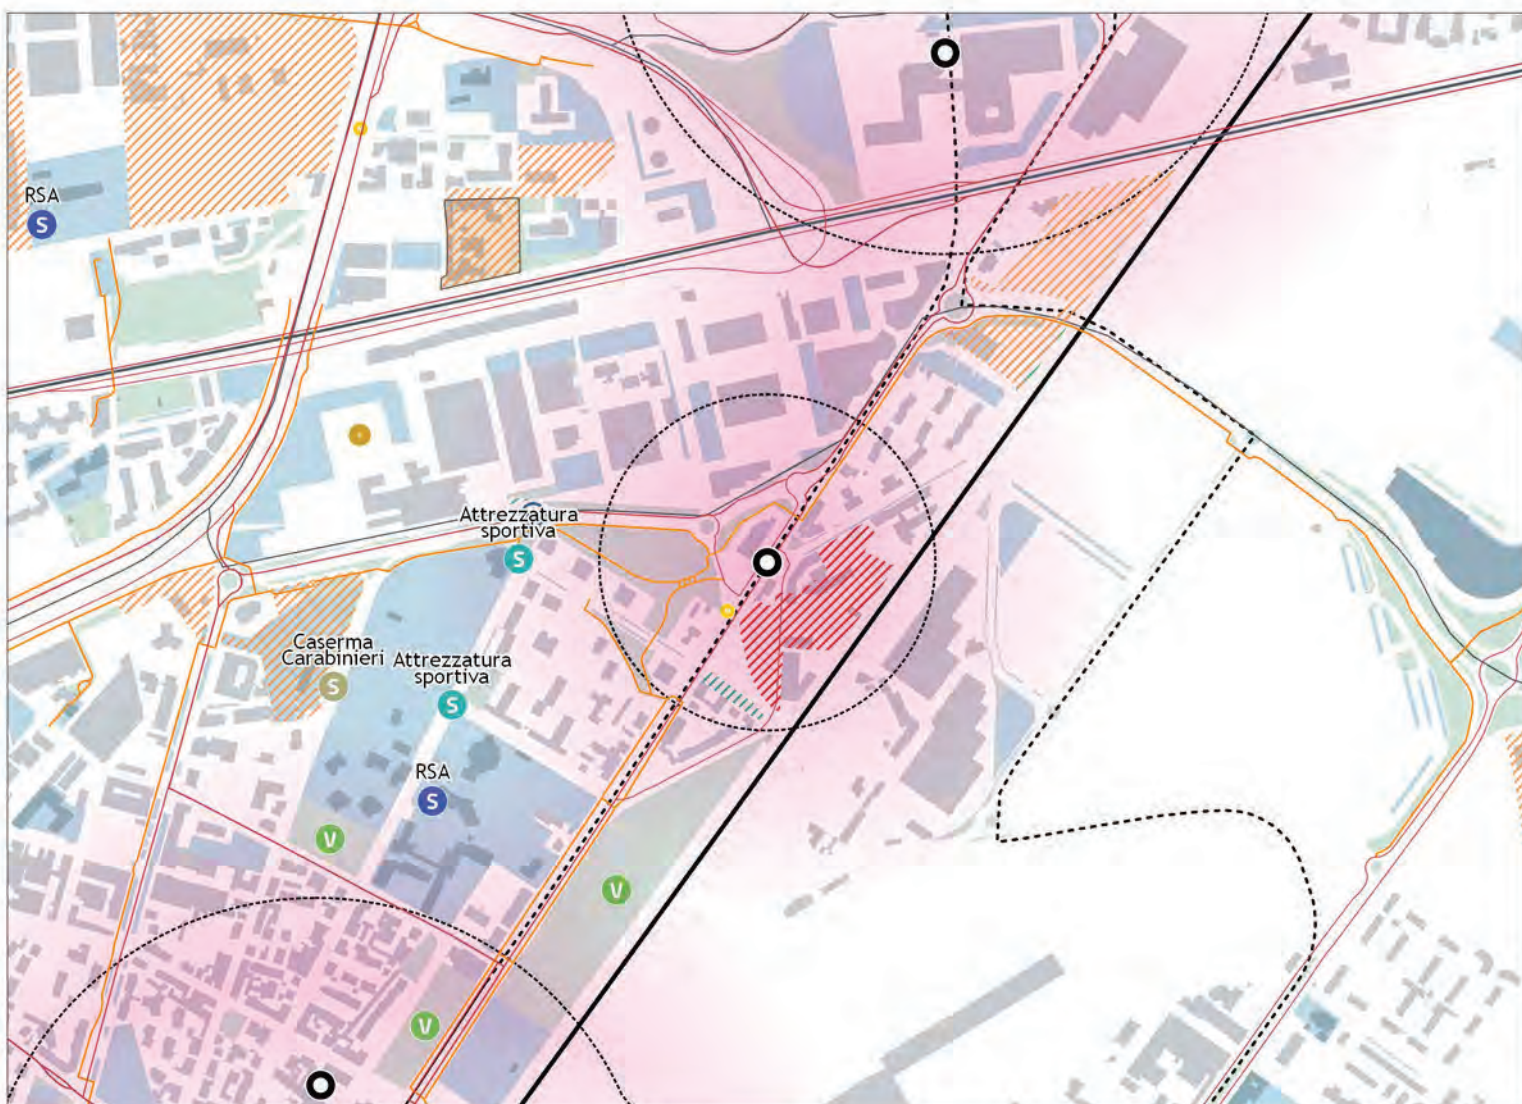 RSA
S
Attrezzatura
sportiva
S
Caserma
Carabinieri
S
Attrezzatura
sportiva
S
RSA
S
V
V
V